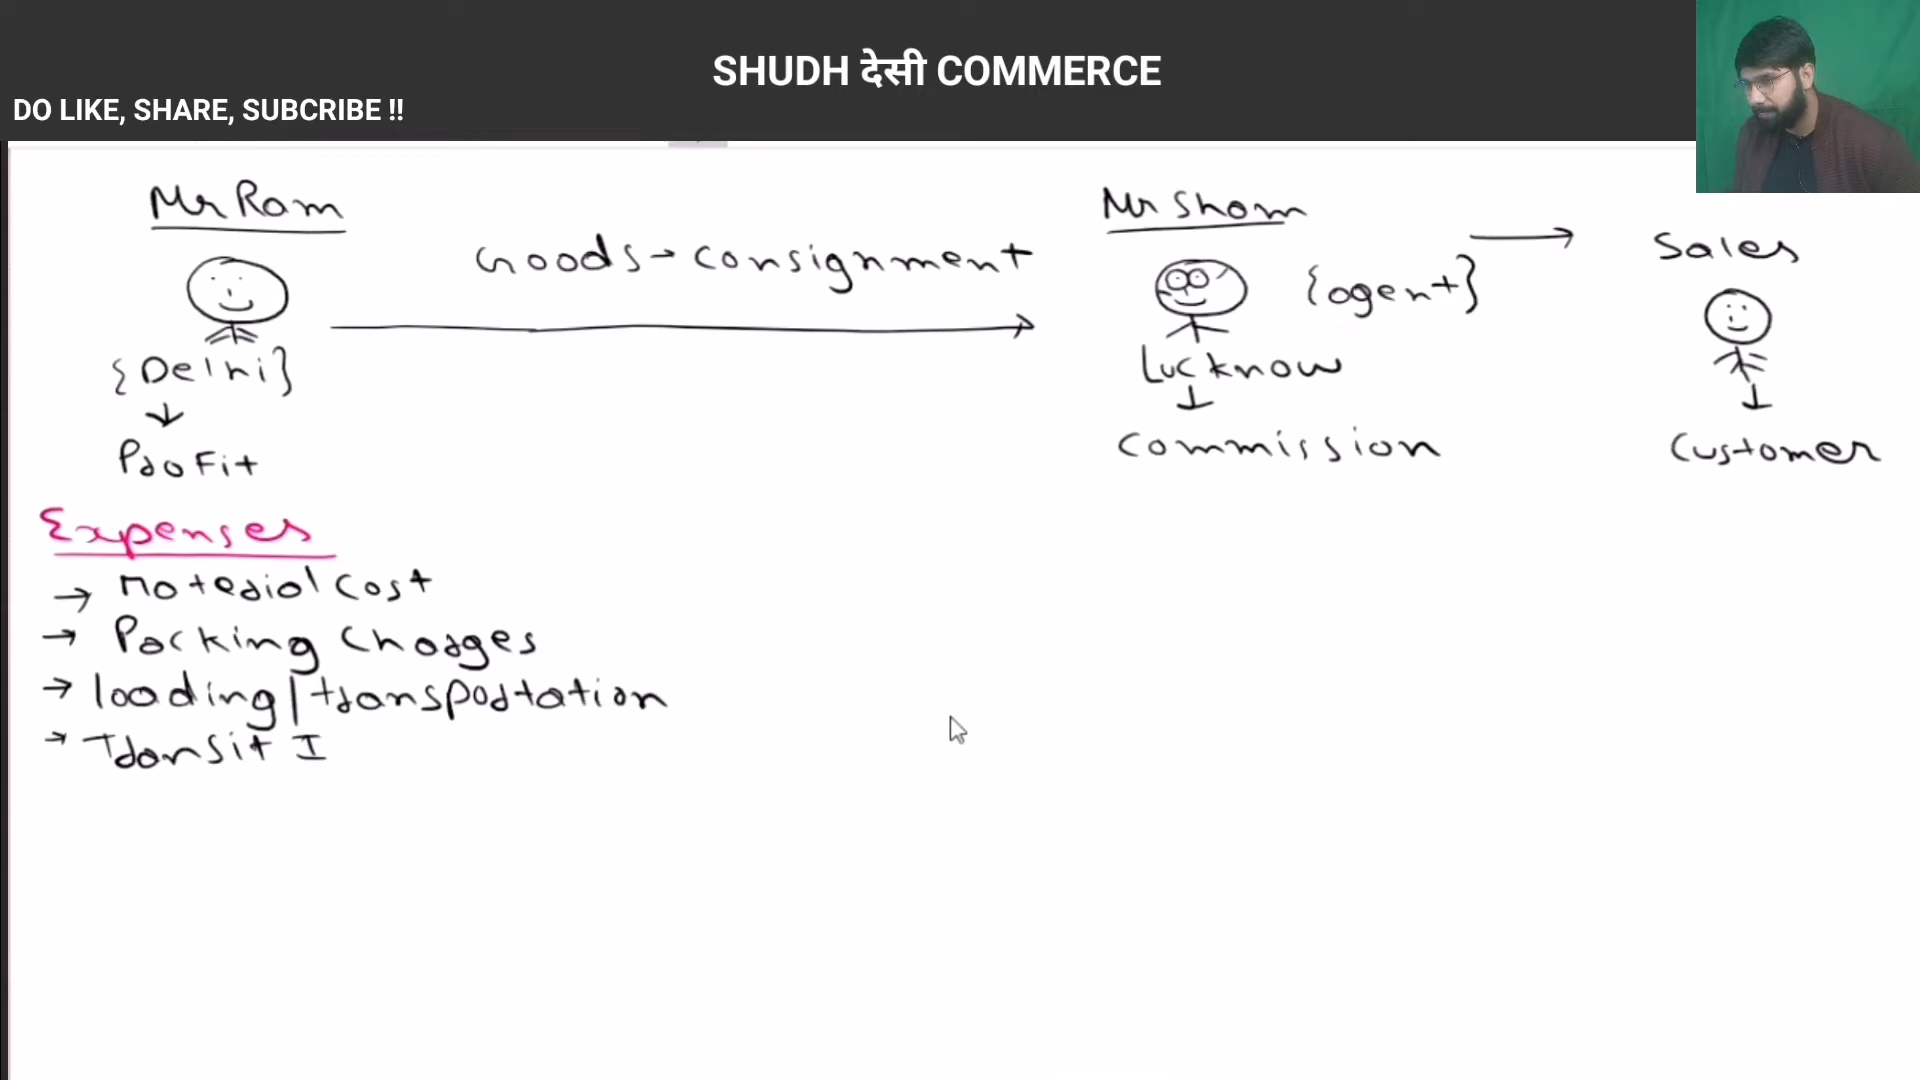 SHUDH देसी COMMERCE
DO LIKE, SHARE, SUBCRIBE !!
Mr Ram
Goods → Consignment
Mr Sham
{agent}
Sales
{Delhi}
Lucknow
Profit
Commission
Customer
Expenses
→ Material Cost
→ Packing Charges
→ loading | transportation
→ Transit I